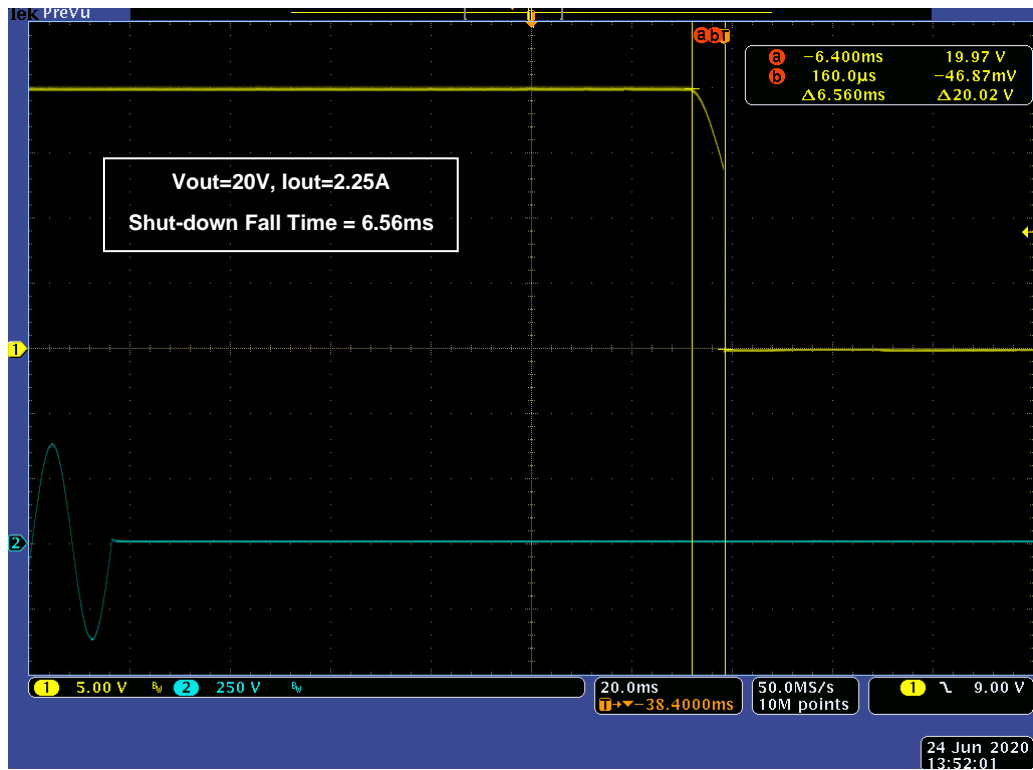 Tek PreVu
a b T
a −6.400ms 19.97 V
b 160.0µs −46.87mV
Δ6.560ms Δ20.02 V
Vout=20V, Iout=2.25A
Shut-down Fall Time = 6.56ms
1
2
1 5.00 V BW 2 250 V BW
20.0ms
T→▼−38.4000ms
50.0MS/s
10M points
1 9.00 V
24 Jun 2020
13:52:01